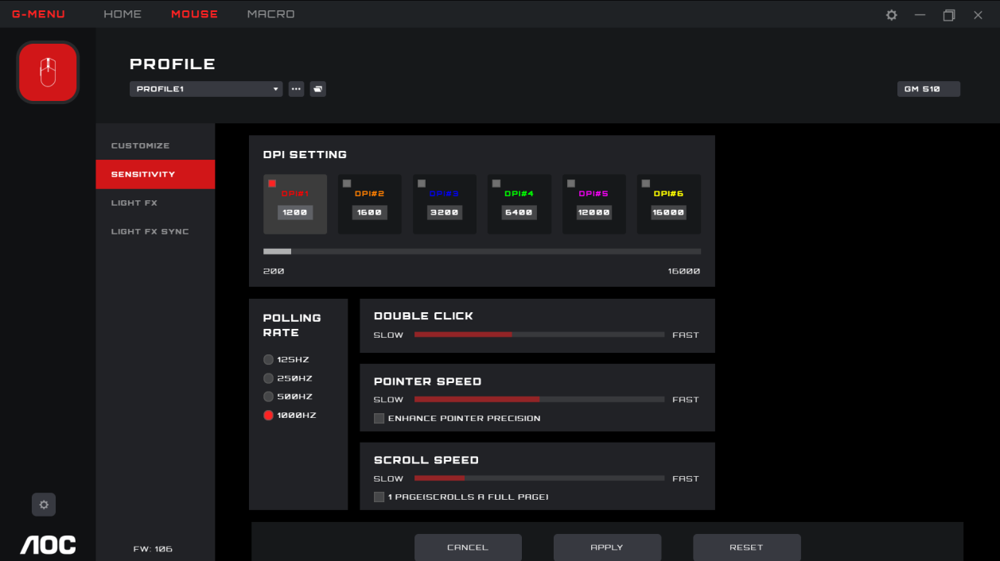 G-MENU HOME MOUSE MACRO
PROFILE
PROFILE1
GM 510
CUSTOMIZE
SENSITIVITY
LIGHT FX
LIGHT FX SYNC
DPI SETTING
DPI#1 DPI#2 DPI#3 DPI#4 DPI#5 DPI#6
1200 1600 3200 6400 12000 16000
200 16000
POLLING
RATE
125HZ
250HZ
500HZ
1000HZ
DOUBLE CLICK
SLOW FAST
POINTER SPEED
SLOW FAST
ENHANCE POINTER PRECISION
SCROLL SPEED
SLOW FAST
1 PAGE(SCROLLS A FULL PAGE)
CANCEL APPLY RESET
AOC
FW: 106